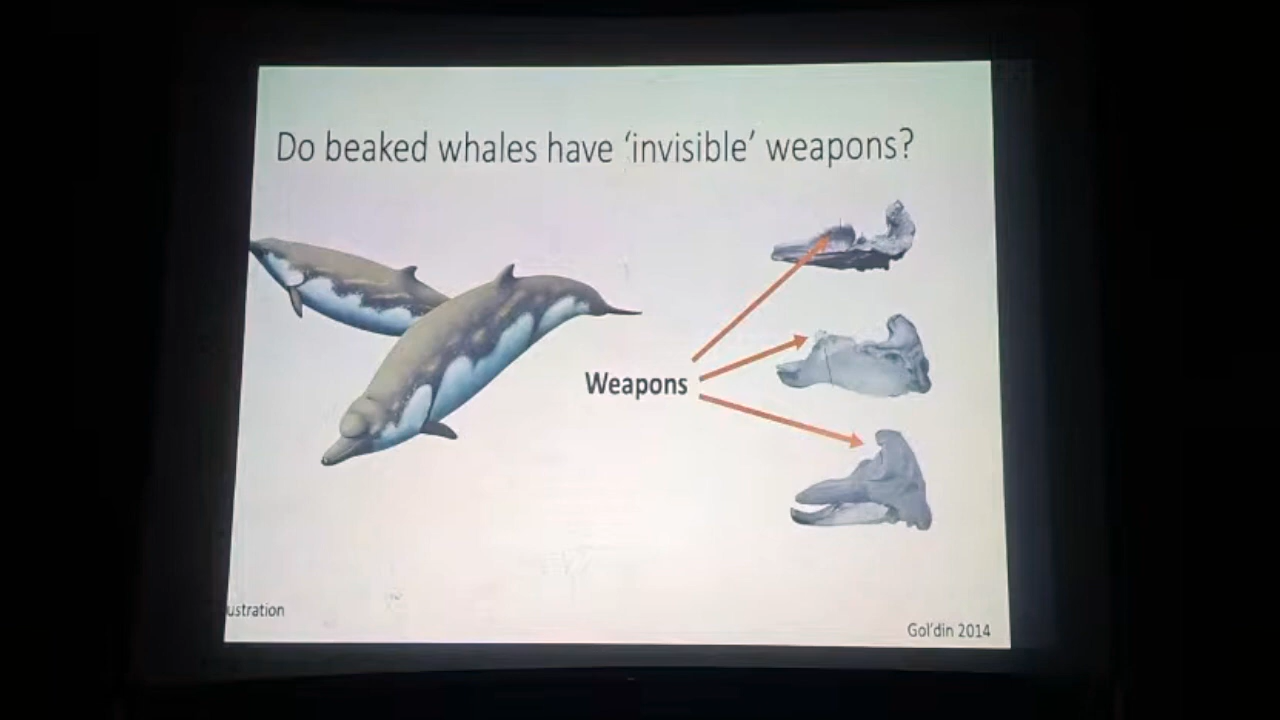 Do beaked whales have ‘invisible’ weapons?
Weapons
ustration
Gol’din 2014